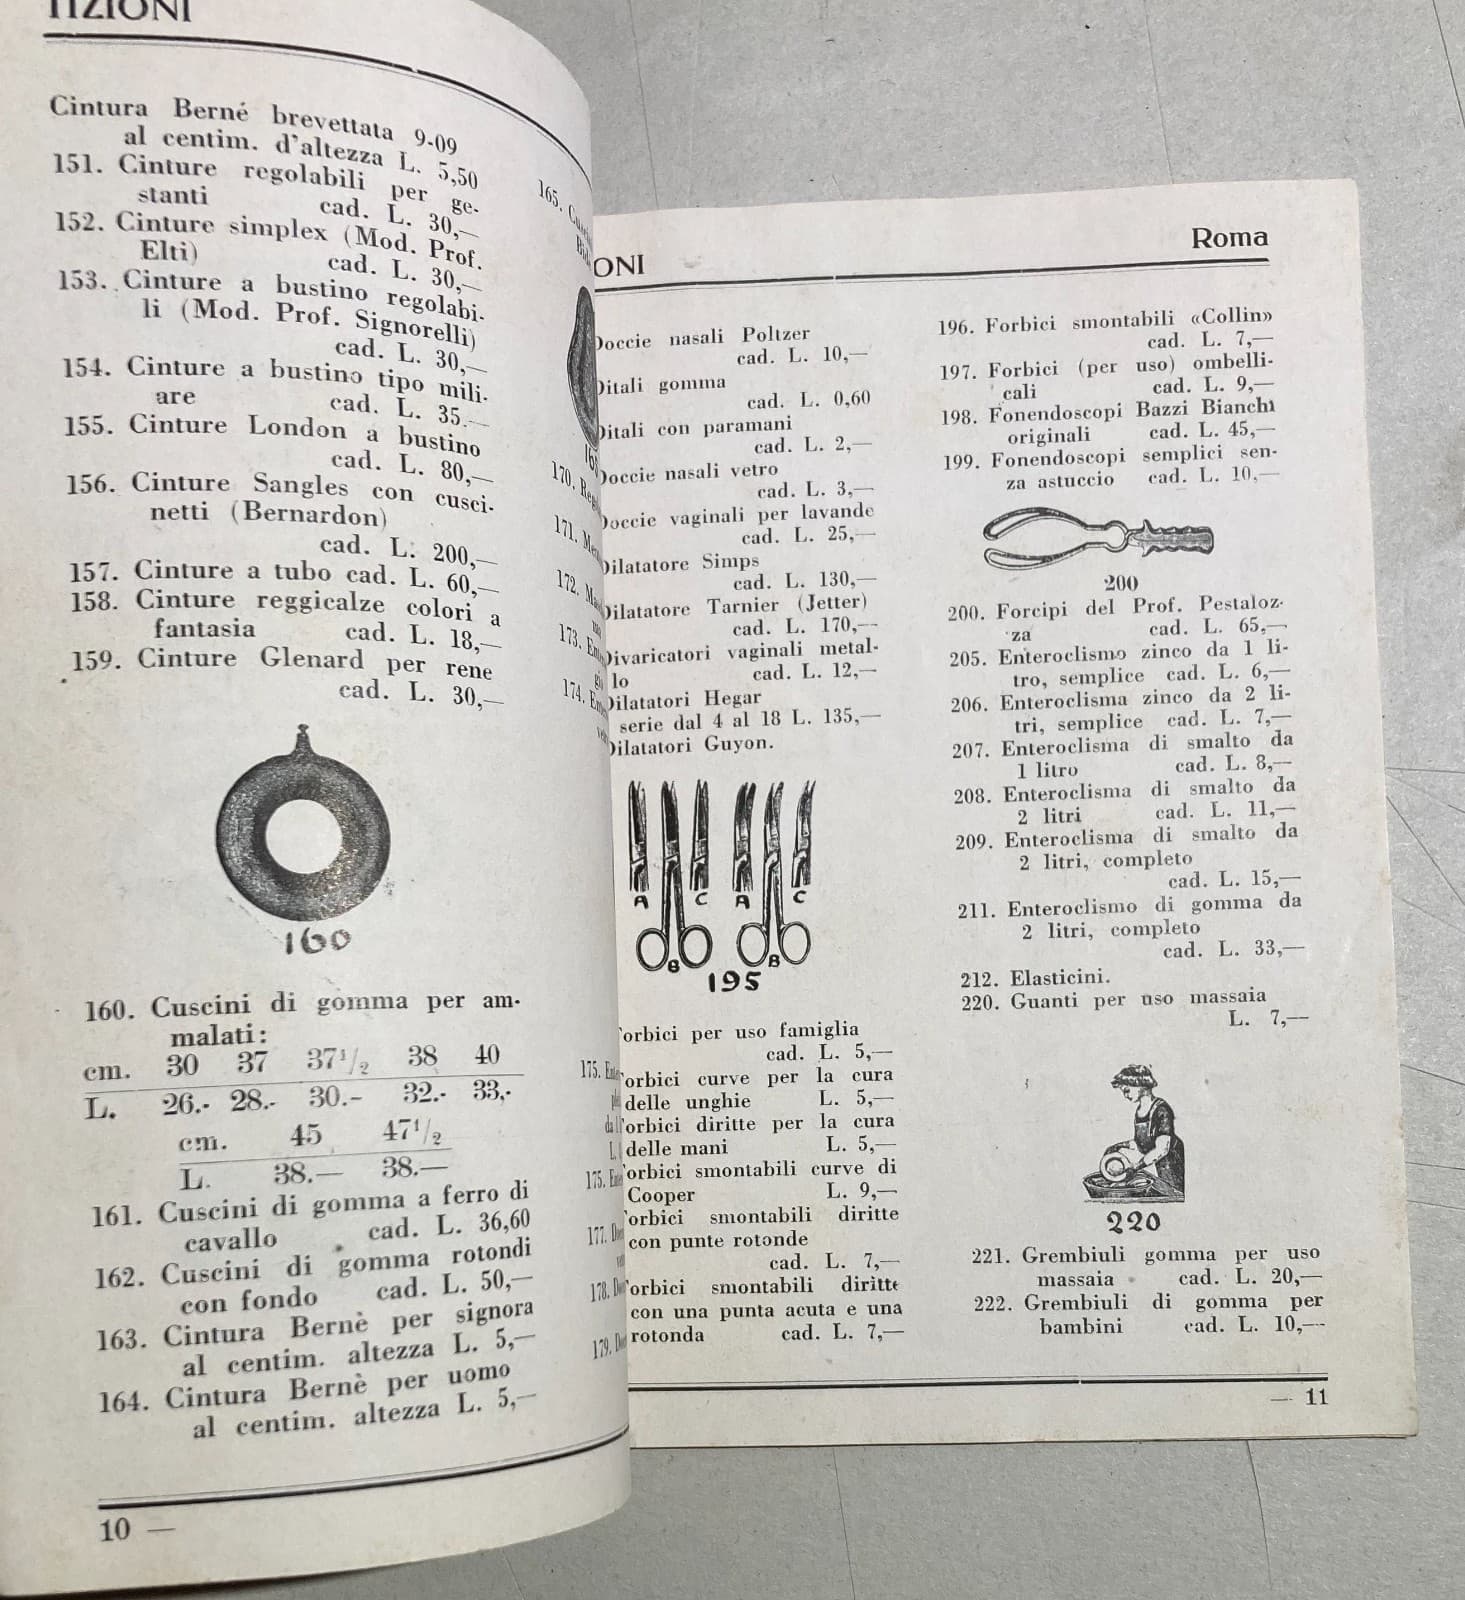 TIZIONI
Cintura Berné brevettata 9-09
al centim. d'altezza L. 5,50
151. Cinture regolabili per ge-
stanti cad. L. 30,—
152. Cinture simplex (Mod. Prof.
Elti) cad. L. 30,—
153. Cinture a bustino regolabi-
li (Mod. Prof. Signorelli)
cad. L. 30,—
154. Cinture a bustino tipo mili-
are cad. L. 35.—
155. Cinture London a bustino
cad. L. 80,—
156. Cinture Sangles con cusci-
netti (Bernardon)
cad. L. 200,—
157. Cinture a tubo cad. L. 60,—
158. Cinture reggicalze colori a
fantasia cad. L. 18,—
159. Cinture Glenard per rene
cad. L. 30,—
160
160. Cuscini di gomma per am-
malati:
cm. 30 37 37½ 38 40
L. 26.- 28.- 30.- 32.- 33,-
cm. 45 47½
L. 38.— 38.—
161. Cuscini di gomma a ferro di
cavallo cad. L. 36,60
162. Cuscini di gomma rotondi
con fondo cad. L. 50,—
163. Cintura Bernè per signora
al centim. altezza L. 5,—
164. Cintura Bernè per uomo
al centim. altezza L. 5,—
10 —
165.
170.
171.
172.
173.
174.
175.
175.
177.
178.
179.
IONI Roma
Doccie nasali Poltzer
cad. L. 10,—
Ditali gomma
cad. L. 0,60
Ditali con paramani
cad. L. 2,—
Doccie nasali vetro
cad. L. 3,—
Doccie vaginali per lavande
cad. L. 25,—
Dilatatore Simps
cad. L. 130,—
Dilatatore Tarnier (Jetter)
cad. L. 170,—
Divaricatori vaginali metal-
lo cad. L. 12,—
Dilatatori Hegar
serie dal 4 al 18 L. 135,—
Dilatatori Guyon.
A C A C
B B
195
orbici per uso famiglia
cad. L. 5,—
orbici curve per la cura
delle unghie L. 5,—
orbici diritte per la cura
delle mani L. 5,—
orbici smontabili curve di
Cooper L. 9,—
orbici smontabili diritte
con punte rotonde
cad. L. 7,—
orbici smontabili diritte
con una punta acuta e una
rotonda cad. L. 7,—
196. Forbici smontabili «Collin»
cad. L. 7,—
197. Forbici (per uso) ombelli-
cali cad. L. 9,—
198. Fonendoscopi Bazzi Bianchi
originali cad. L. 45,—
199. Fonendoscopi semplici sen-
za astuccio cad. L. 10,—
200
200. Forcipi del Prof. Pestaloz-
za cad. L. 65,—
205. Enteroclismo zinco da 1 li-
tro, semplice cad. L. 6,—
206. Enteroclisma zinco da 2 li-
tri, semplice cad. L. 7,—
207. Enteroclisma di smalto da
1 litro cad. L. 8,—
208. Enteroclisma di smalto da
2 litri cad. L. 11,—
209. Enteroclisma di smalto da
2 litri, completo
cad. L. 15,—
211. Enteroclismo di gomma da
2 litri, completo
cad. L. 33,—
212. Elasticini.
220. Guanti per uso massaia
L. 7,—
220
221. Grembiuli gomma per uso
massaia cad. L. 20,—
222. Grembiuli di gomma per
bambini cad. L. 10,—
— 11